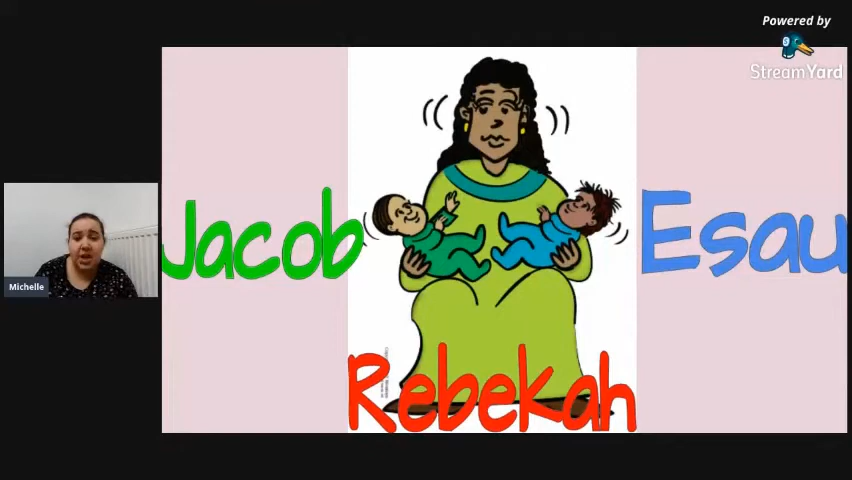 Powered by
StreamYard
Jacob
Esau
Michelle
Rebekah